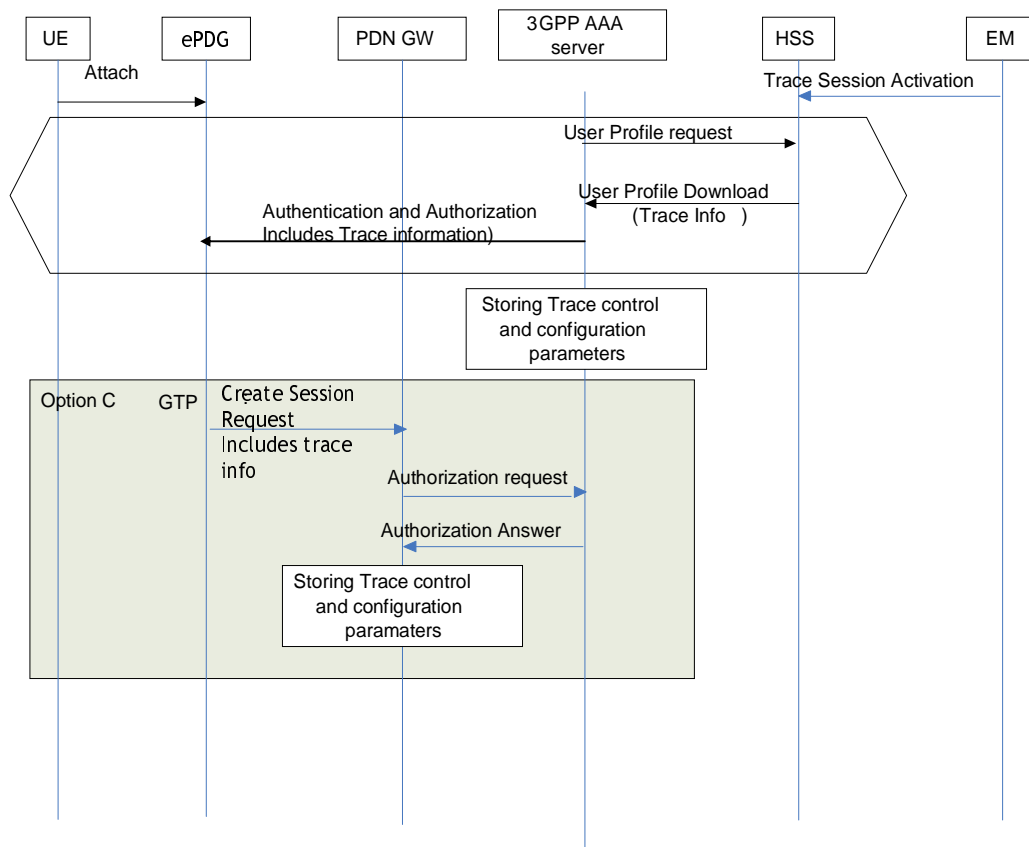 UE
ePDG
PDN GW
3GPP AAA
server
HSS
EM
Attach
Trace Session Activation
User Profile request
User Profile Download
(Trace Info )
Authentication and Authorization
Includes Trace information)
Storing Trace control
and configuration
parameters
Option C
GTP
Create Session
Request
Includes trace
info
Authorization request
Authorization Answer
Storing Trace control
and configuration
paramaters